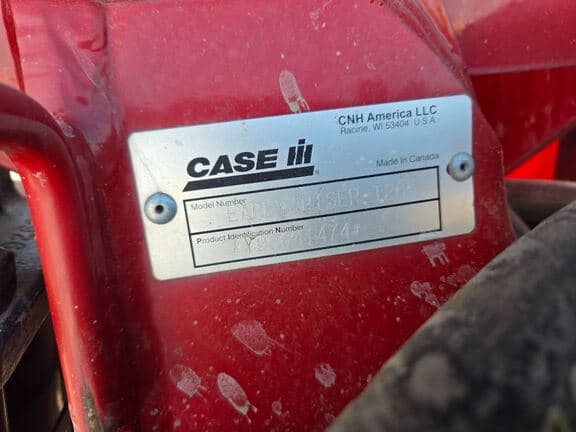 CNH America LLC
Racine, WI 53404 U.S.A.
CASE IH
Made In Canada
Model Number
Product Identification Number